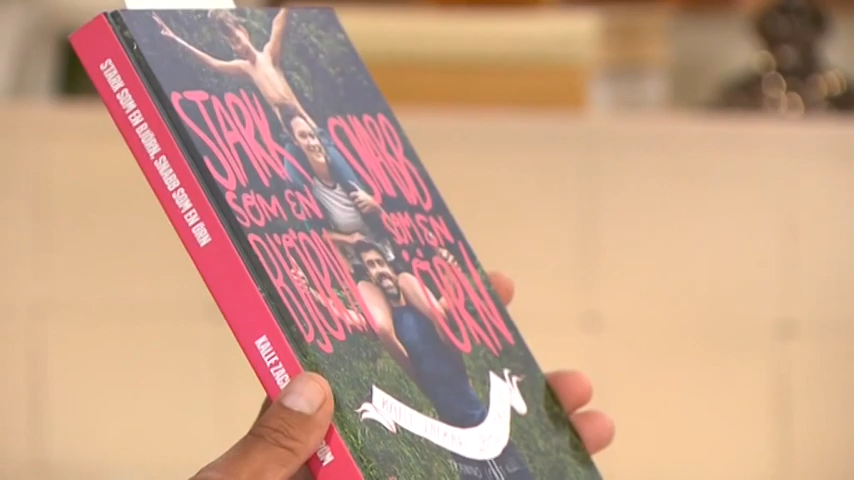 STARK SOM EN BJÖRN, SNABB SOM EN ÖRN
KALLE
STARK
SOM EN
BJÖRN
SNABB
SOM EN
ÖRN